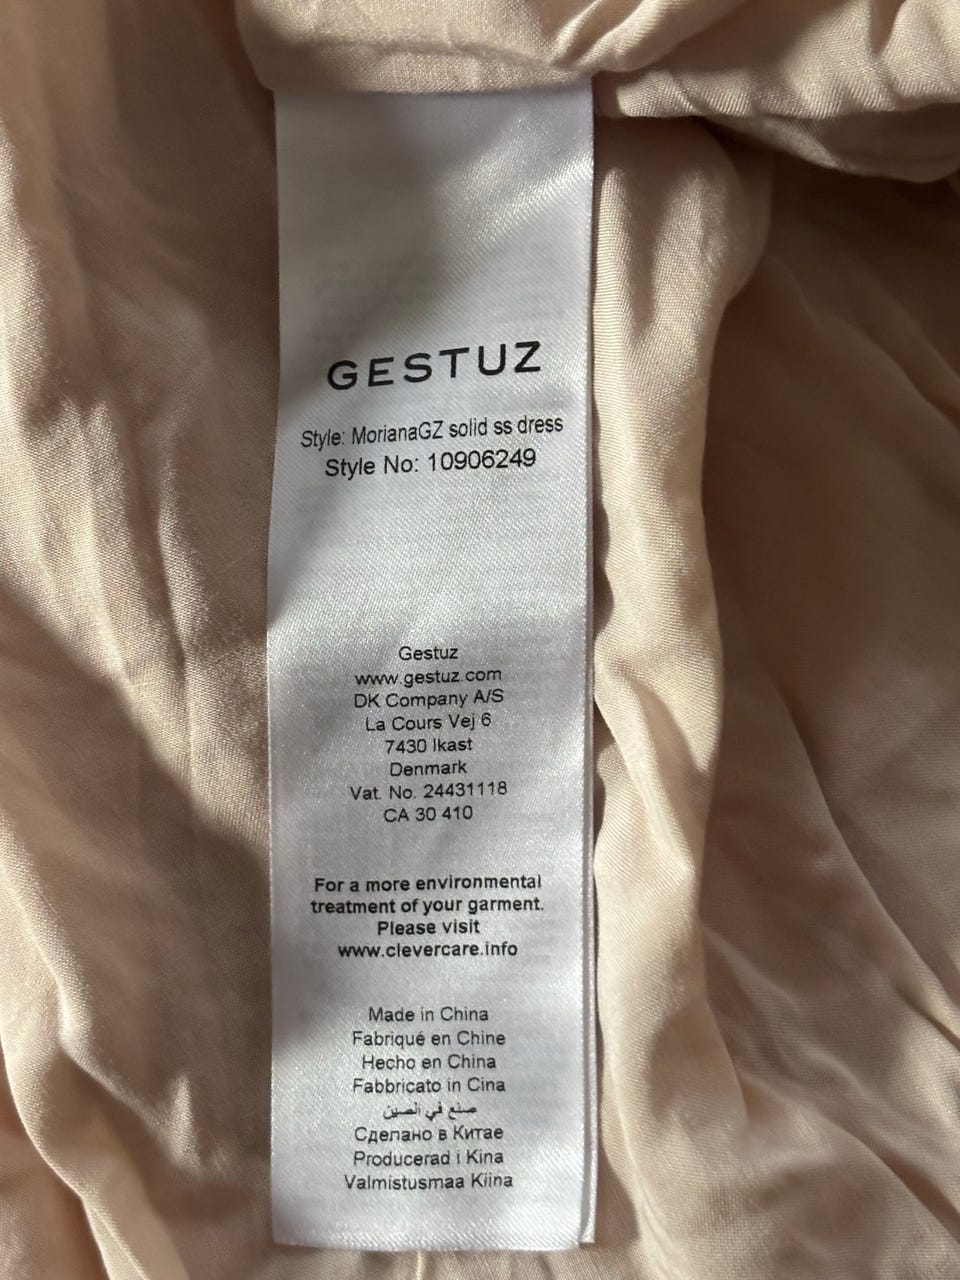 GESTUZ
Style: MorianaGZ solid ss dress
Style No: 10906249
Gestuz
www.gestuz.com
DK Company A/S
La Cours Vej 6
7430 Ikast
Denmark
Vat. No. 24431118
CA 30 410
For a more environmental
treatment of your garment.
Please visit
www.clevercare.info
Made in China
Fabriqué en Chine
Hecho en China
Fabbricato in Cina
صنع في الصين
Сделано в Китае
Producerad i Kina
Valmistusmaa Kiina